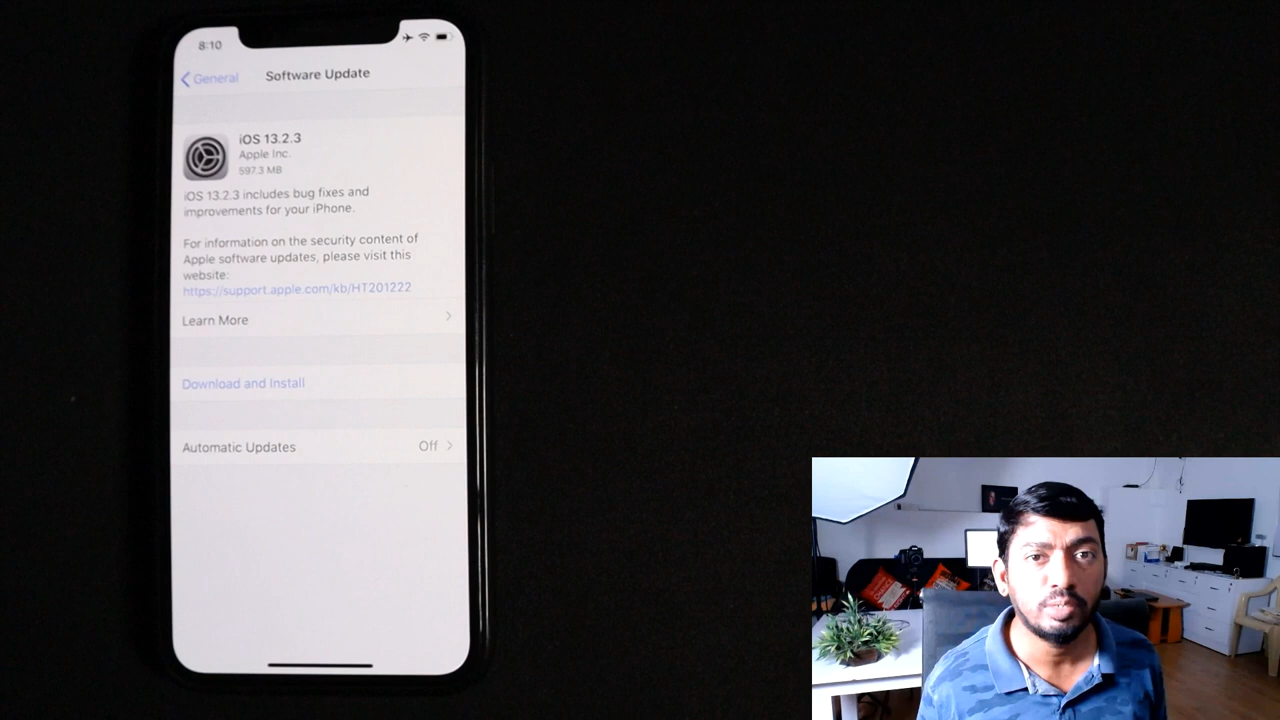 8:10
General
Software Update
iOS 13.2.3
Apple Inc.
597.3 MB
iOS 13.2.3 includes bug fixes and
improvements for your iPhone.
For information on the security content of
Apple software updates, please visit this
website:
https://support.apple.com/kb/HT201222
Learn More
Download and Install
Automatic Updates
Off